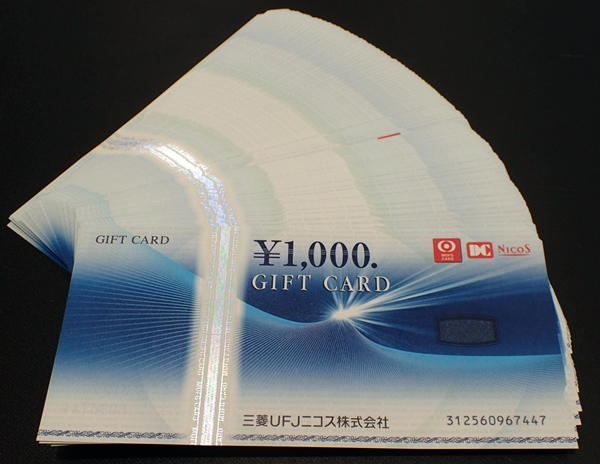 GIFT CARD
¥1,000.
GIFT CARD
DC
NICOS
三菱UFJニコス株式会社
312560967447